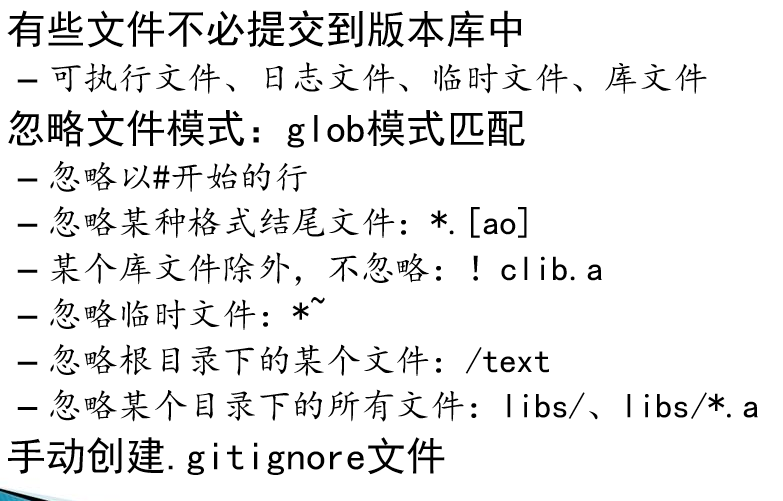 有些文件不必提交到版本库中
– 可执行文件、日志文件、临时文件、库文件
忽略文件模式：glob模式匹配
– 忽略以#开始的行
– 忽略某种格式结尾文件：*.[ao]
– 某个库文件除外，不忽略：！clib.a
– 忽略临时文件：*~
– 忽略根目录下的某个文件：/text
– 忽略某个目录下的所有文件：libs/、libs/*.a
手动创建.gitignore文件